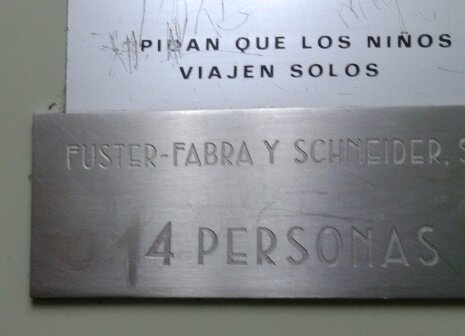 PIDAN QUE LOS NIÑOS
VIAJEN SOLOS
FUSTER-FABRA Y SCHNEIDER, S
14 PERSONAS